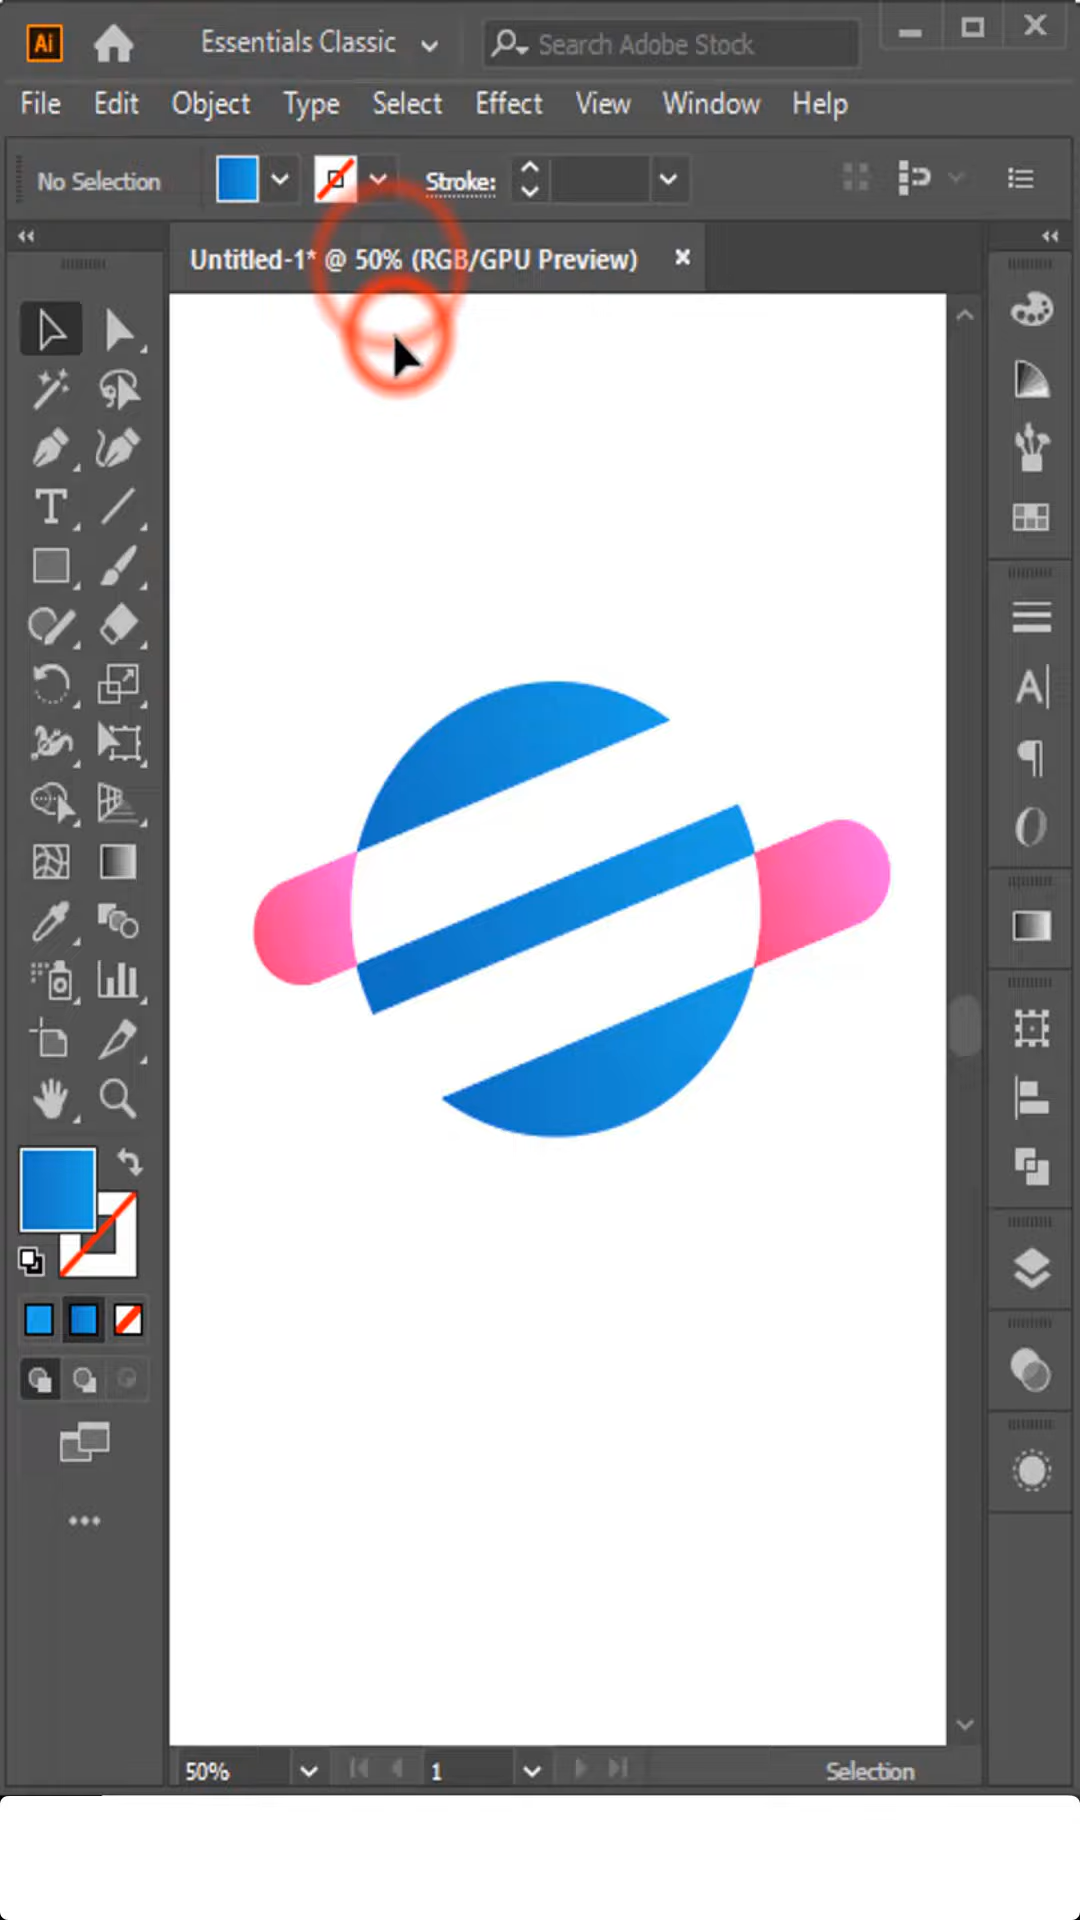 Ai Essentials Classic Search Adobe Stock
File Edit Object Type Select Effect View Window Help
No Selection Stroke:
Untitled-1* @ 50% (RGB/GPU Preview) ×
50% 1 Selection